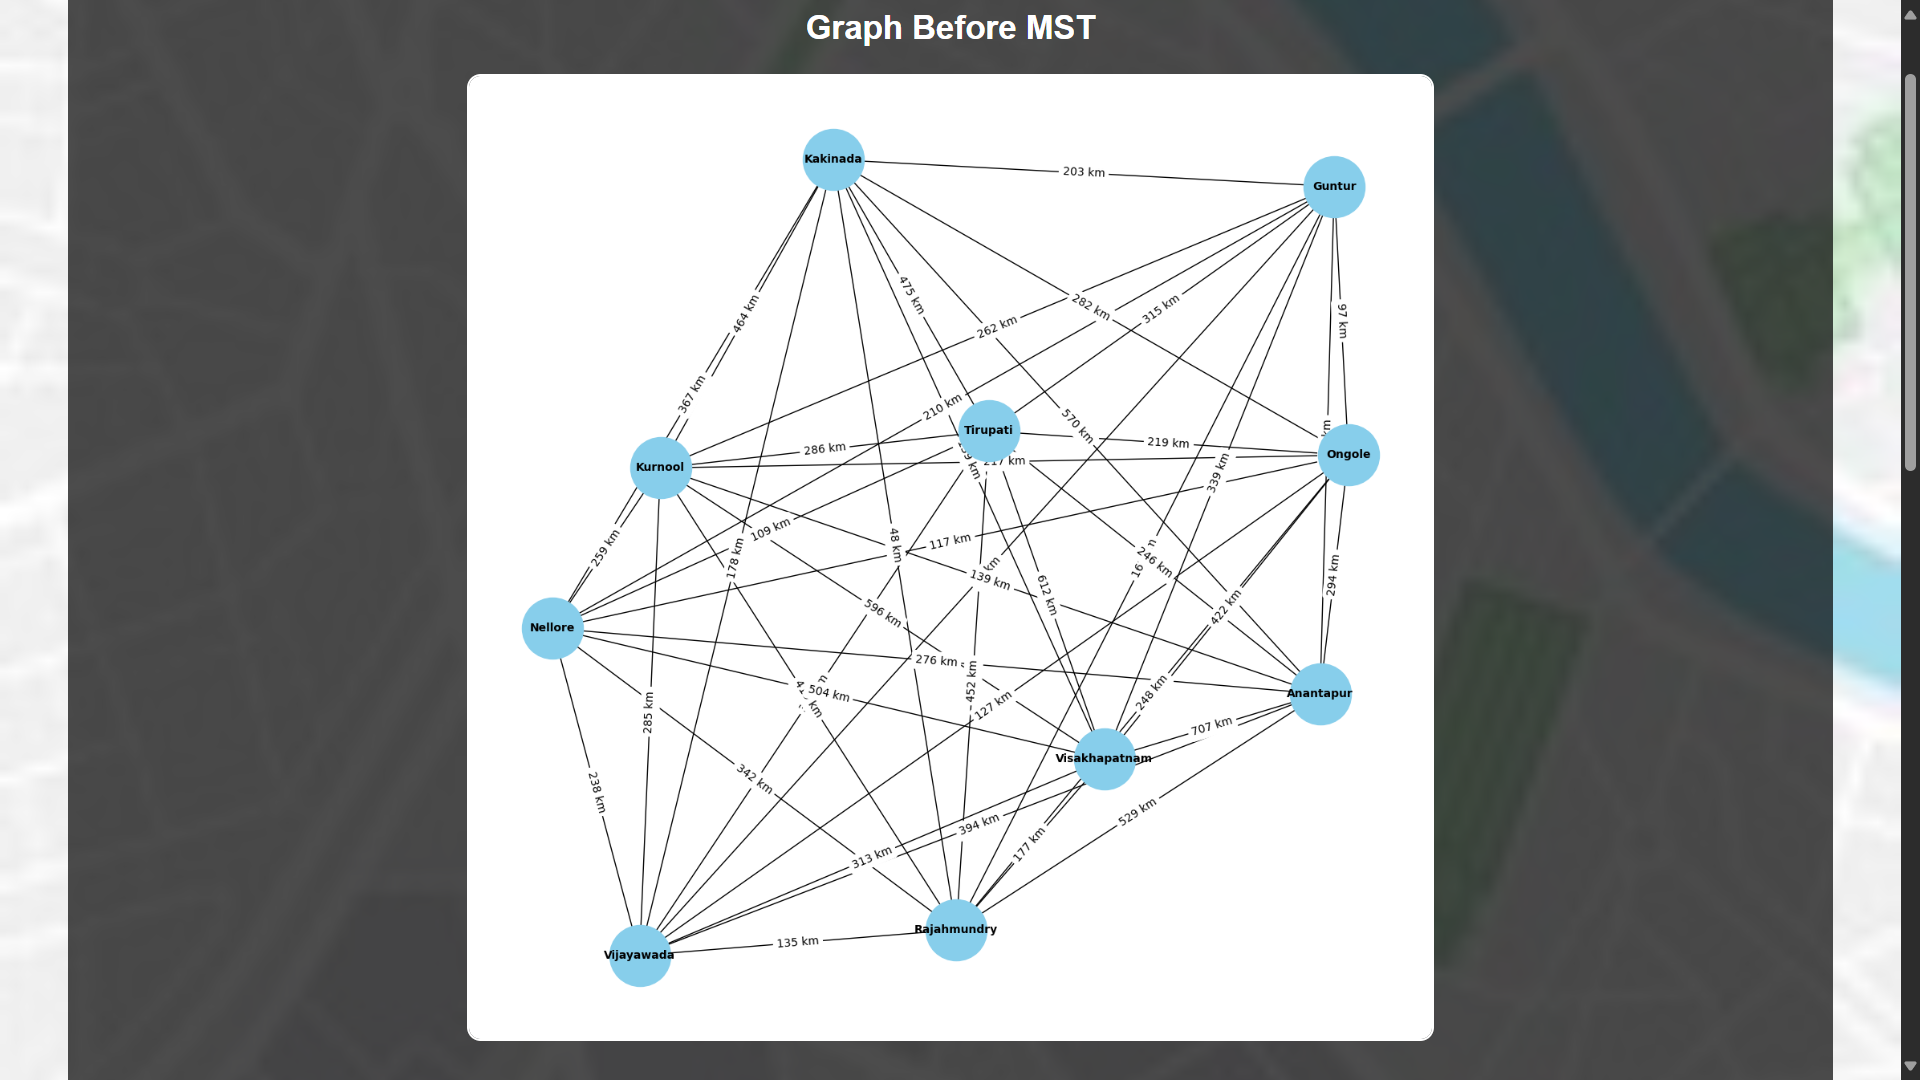 Graph Before MST
Kakinada
203 km
Guntur
475 km
282 km
315 km
464 km
97 km
262 km
367 km
210 km
570 km
Tirupati
219 km
286 km
km
Kurnool
km
km
339 km
Ongole
109 km
48 km
117 km
259 km
178 km
km
139 km
246 km
612 km
294 km
596 km
422 km
Nellore
276 km
504 km
452 km
248 km
Anantapur
285 km
km
127 km
707 km
Visakhapatnam
342 km
238 km
394 km
529 km
313 km
177 km
Rajahmundry
135 km
Vijayawada